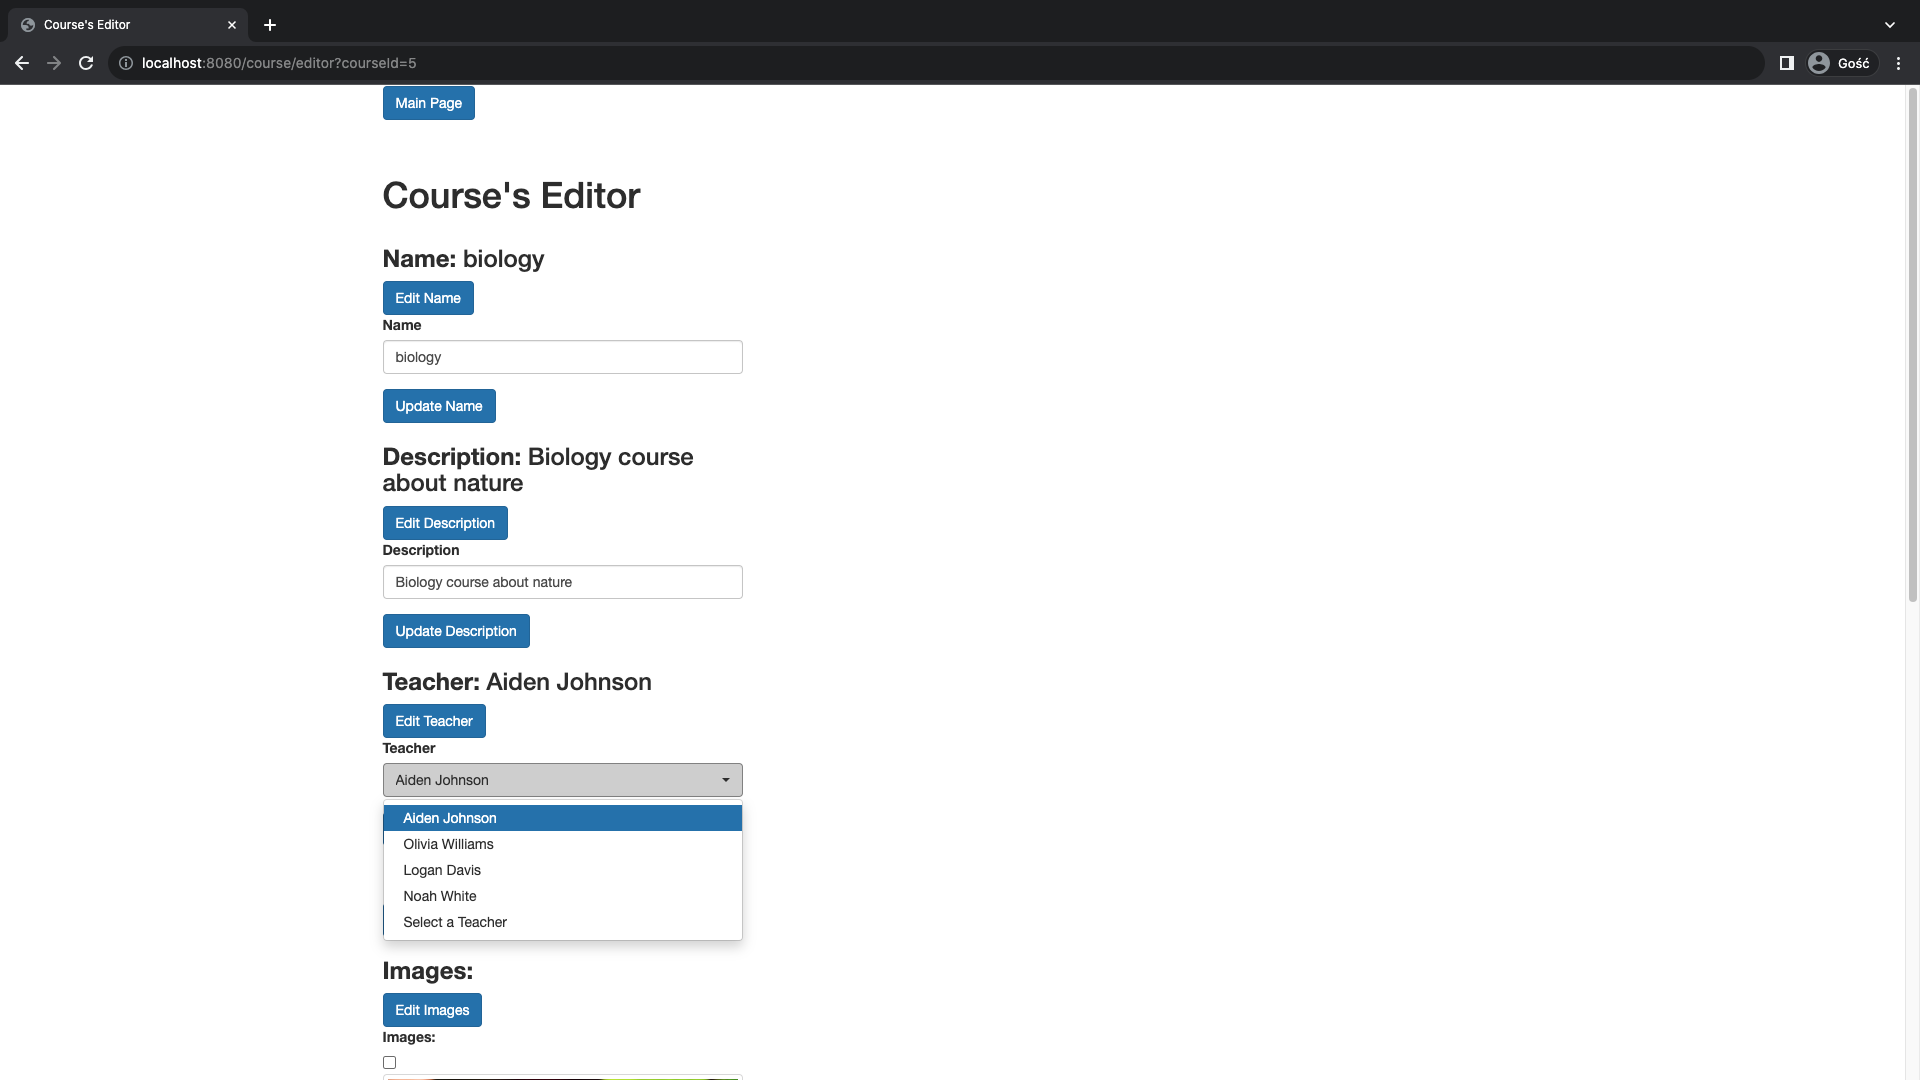 Course's Editor
localhost:8080/course/editor?courseId=5
Gość
Main Page
Course's Editor
Name: biology
Edit Name
Name
biology
Update Name
Description: Biology course
about nature
Edit Description
Description
Biology course about nature
Update Description
Teacher: Aiden Johnson
Edit Teacher
Teacher
Aiden Johnson
Aiden Johnson
Olivia Williams
Logan Davis
Noah White
Select a Teacher
Images:
Edit Images
Images: